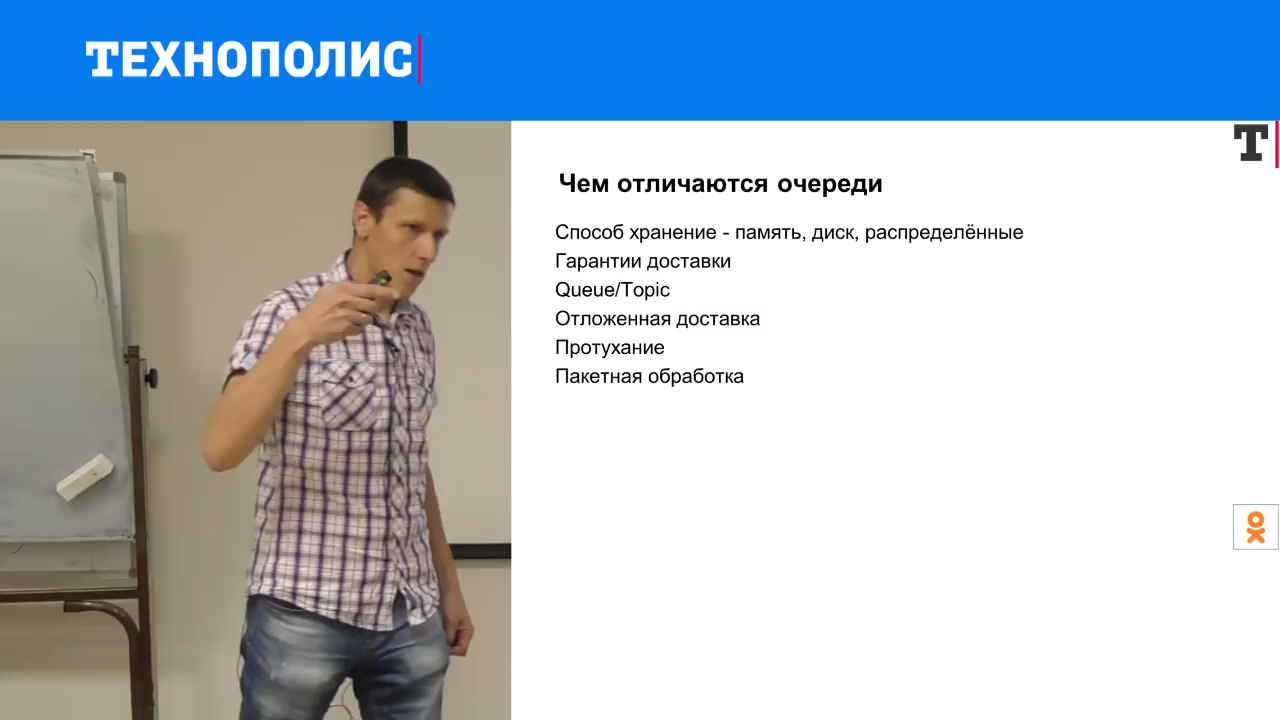 ТЕХНОПОЛИС
Т
Чем отличаются очереди
Способ хранение - память, диск, распределённые
Гарантии доставки
Queue/Topic
Отложенная доставка
Протухание
Пакетная обработка